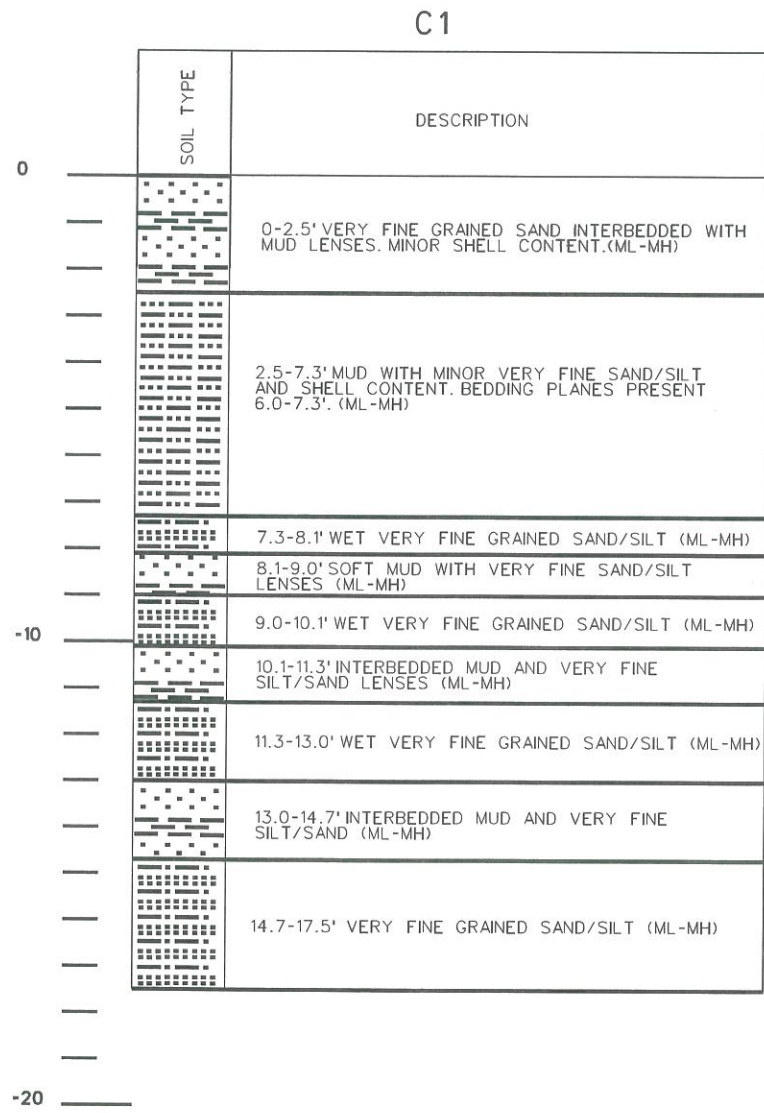 C1
SOIL TYPE
DESCRIPTION
0
0-2.5' VERY FINE GRAINED SAND INTERBEDDED WITH
MUD LENSES. MINOR SHELL CONTENT.(ML-MH)
2.5-7.3' MUD WITH MINOR VERY FINE SAND/SILT
AND SHELL CONTENT. BEDDING PLANES PRESENT
6.0-7.3'. (ML-MH)
7.3-8.1' WET VERY FINE GRAINED SAND/SILT (ML-MH)
8.1-9.0' SOFT MUD WITH VERY FINE SAND/SILT
LENSES (ML-MH)
9.0-10.1' WET VERY FINE GRAINED SAND/SILT (ML-MH)
-10
10.1-11.3' INTERBEDDED MUD AND VERY FINE
SILT/SAND LENSES (ML-MH)
11.3-13.0' WET VERY FINE GRAINED SAND/SILT (ML-MH)
13.0-14.7' INTERBEDDED MUD AND VERY FINE
SILT/SAND (ML-MH)
14.7-17.5' VERY FINE GRAINED SAND/SILT (ML-MH)
-20